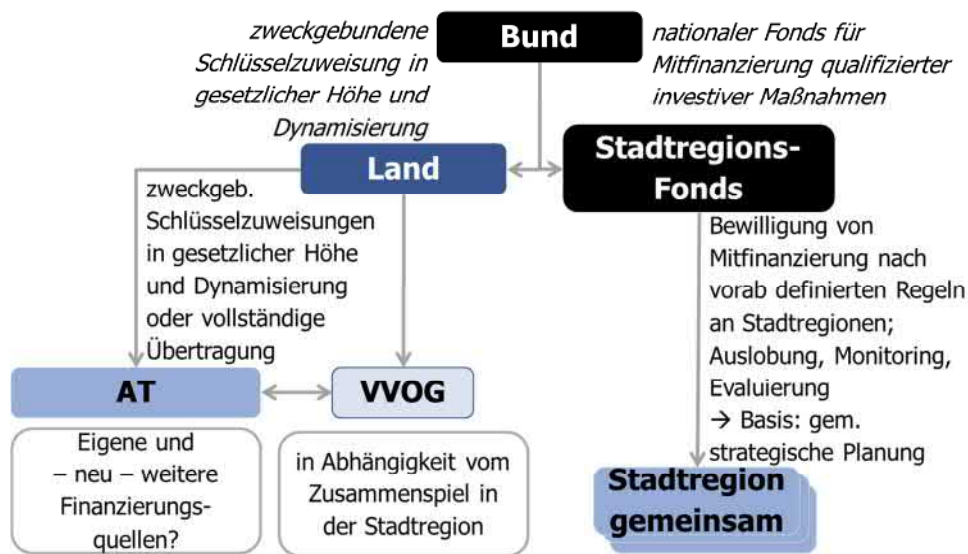 Bund
zweckgebundene
Schlüsselzuweisung in
gesetzlicher Höhe und
Dynamisierung
nationaler Fonds für
Mitfinanzierung qualifizierter
investiver Maßnahmen
Land
Stadtregions-
Fonds
zweckgeb.
Schlüsselzuweisungen
in gesetzlicher Höhe
und Dynamisierung
oder vollständige
Übertragung
Bewilligung von
Mitfinanzierung nach
vorab definierten Regeln
an Stadtregionen;
Auslobung, Monitoring,
Evaluierung
→ Basis: gem.
strategische Planung
AT
VVOG
Eigene und
– neu – weitere
Finanzierungs-
quellen?
in Abhängigkeit vom
Zusammenspiel in
der Stadtregion
Stadtregion
gemeinsam